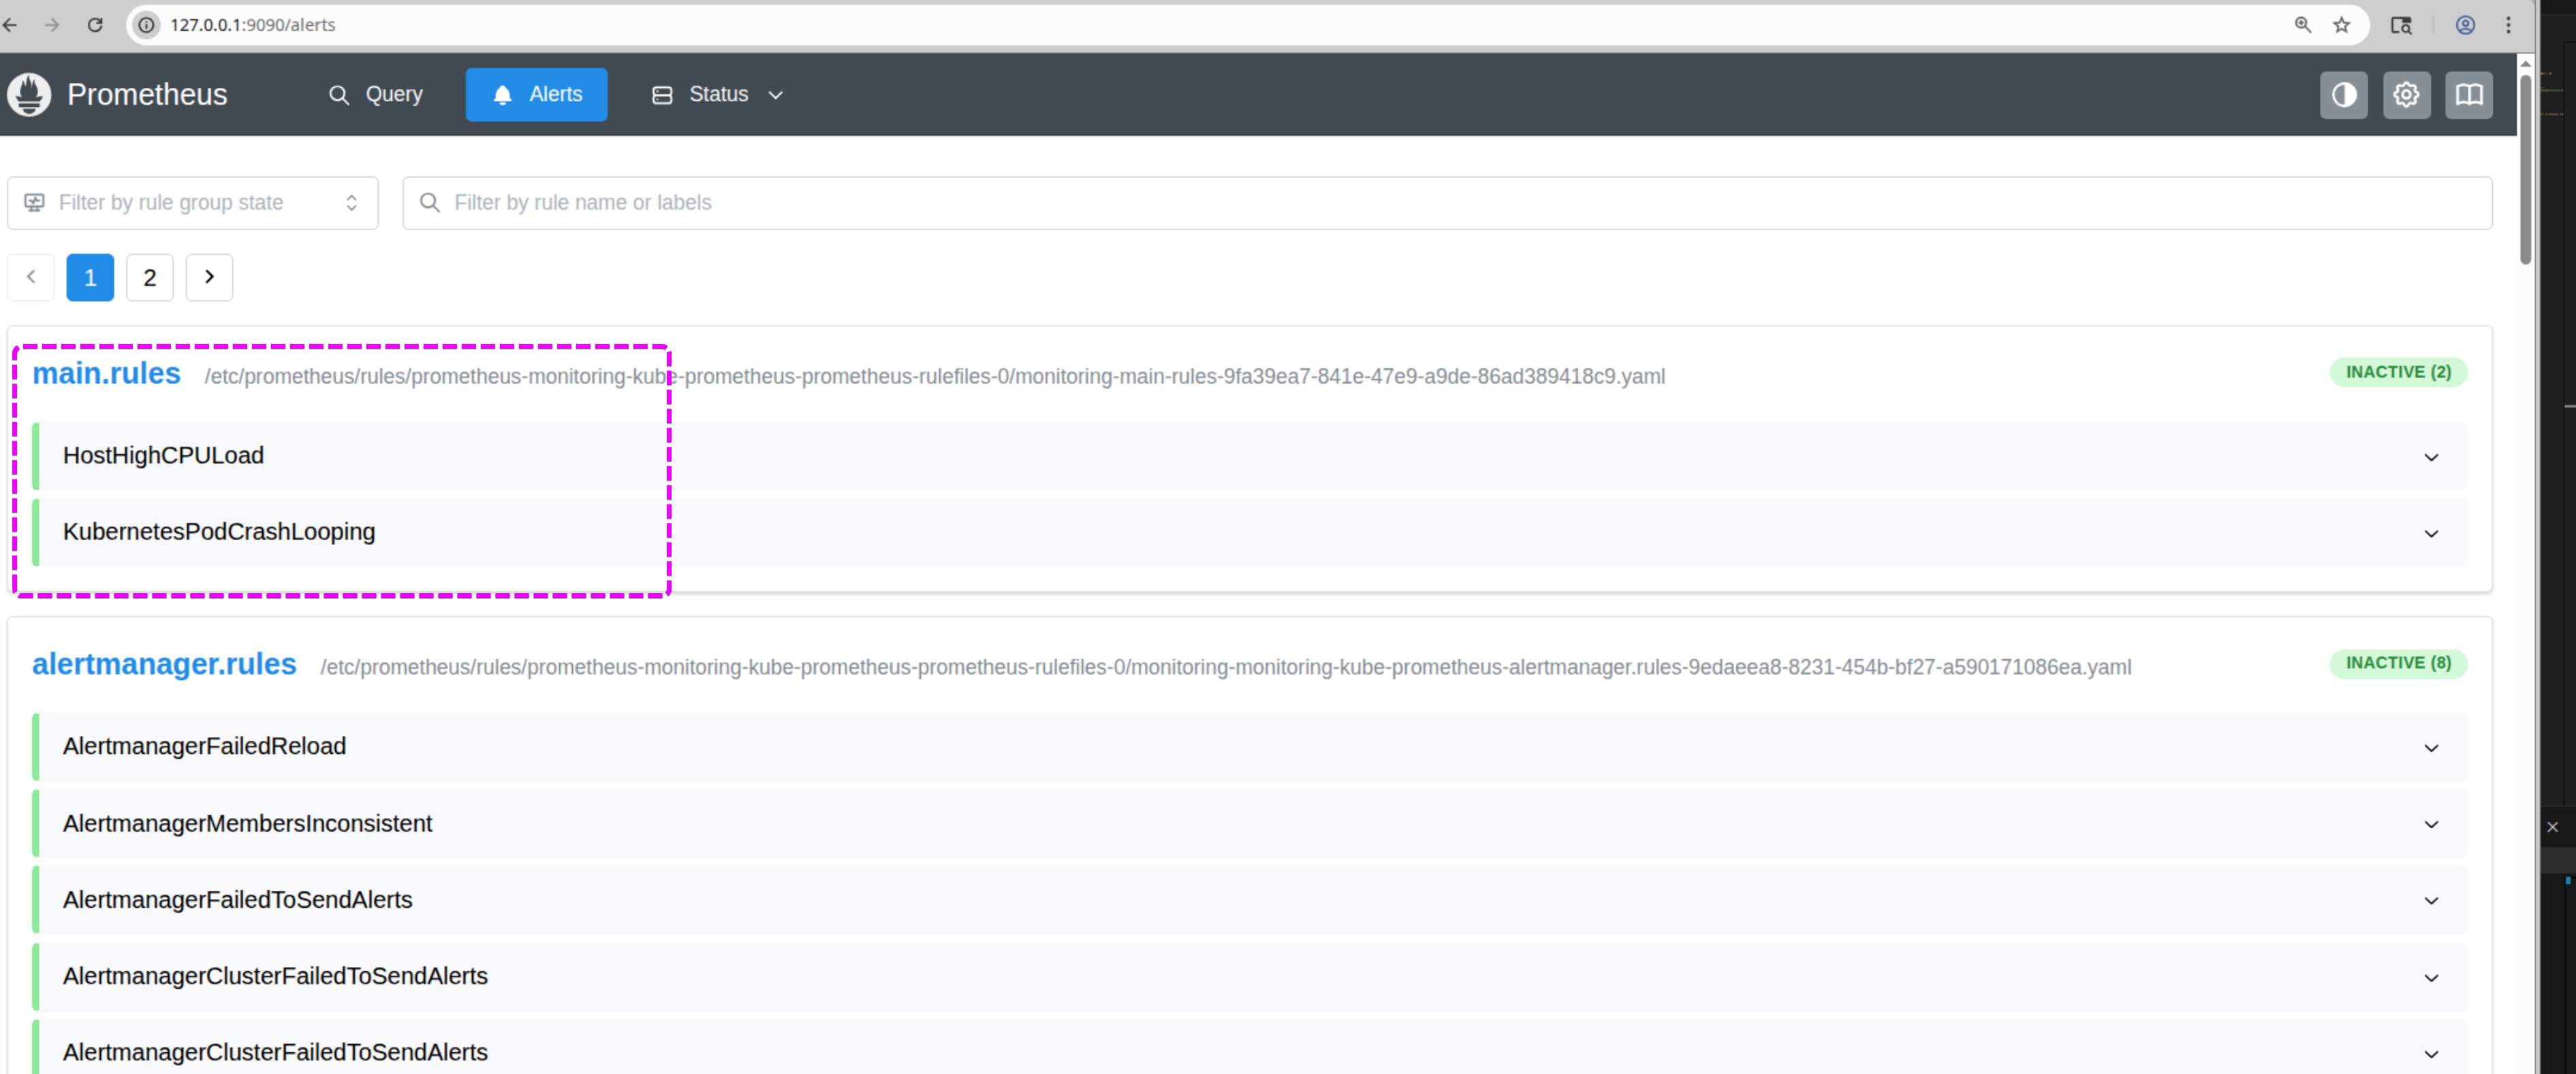 127.0.0.1:9090/alerts
Prometheus Query Alerts Status
Filter by rule group state Filter by rule name or labels
1 2
main.rules /etc/prometheus/rules/prometheus-monitoring-kube-prometheus-prometheus-rulefiles-0/monitoring-main-rules-9fa39ea7-841e-47e9-a9de-86ad389418c9.yaml INACTIVE (2)
HostHighCPULoad
KubernetesPodCrashLooping
alertmanager.rules /etc/prometheus/rules/prometheus-monitoring-kube-prometheus-prometheus-rulefiles-0/monitoring-monitoring-kube-prometheus-alertmanager.rules-9edaeea8-8231-454b-bf27-a590171086ea.yaml INACTIVE (8)
AlertmanagerFailedReload
AlertmanagerMembersInconsistent
AlertmanagerFailedToSendAlerts
AlertmanagerClusterFailedToSendAlerts
AlertmanagerClusterFailedToSendAlerts